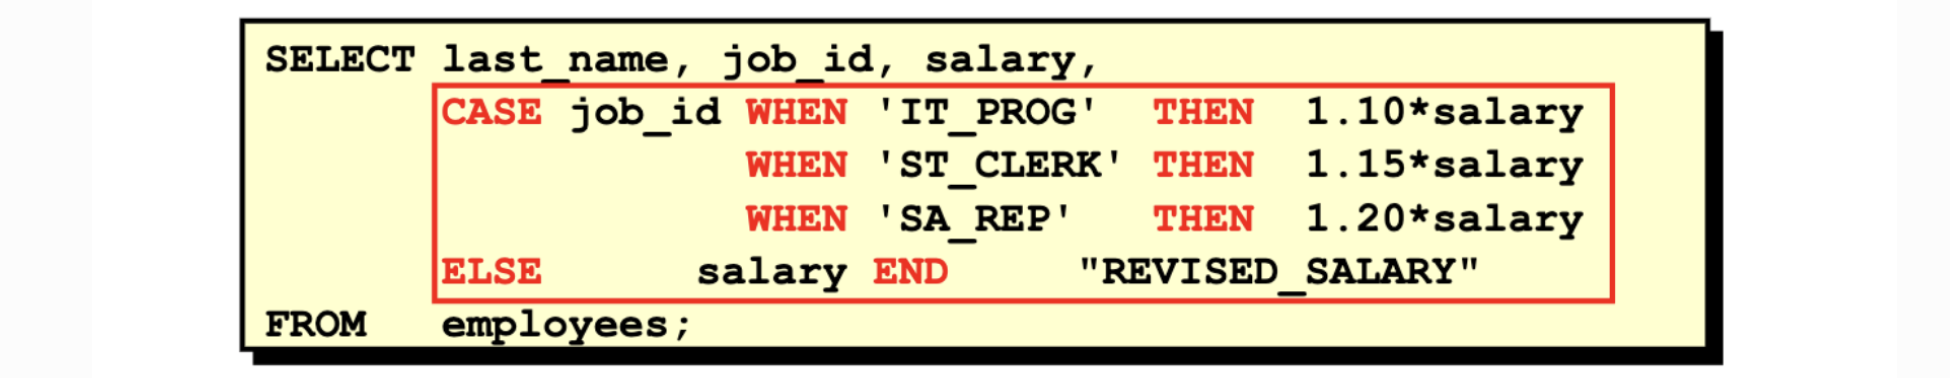 SELECT last_name, job_id, salary,
CASE job_id WHEN 'IT_PROG' THEN 1.10*salary
WHEN 'ST_CLERK' THEN 1.15*salary
WHEN 'SA_REP' THEN 1.20*salary
ELSE salary END "REVISED_SALARY"
FROM employees;